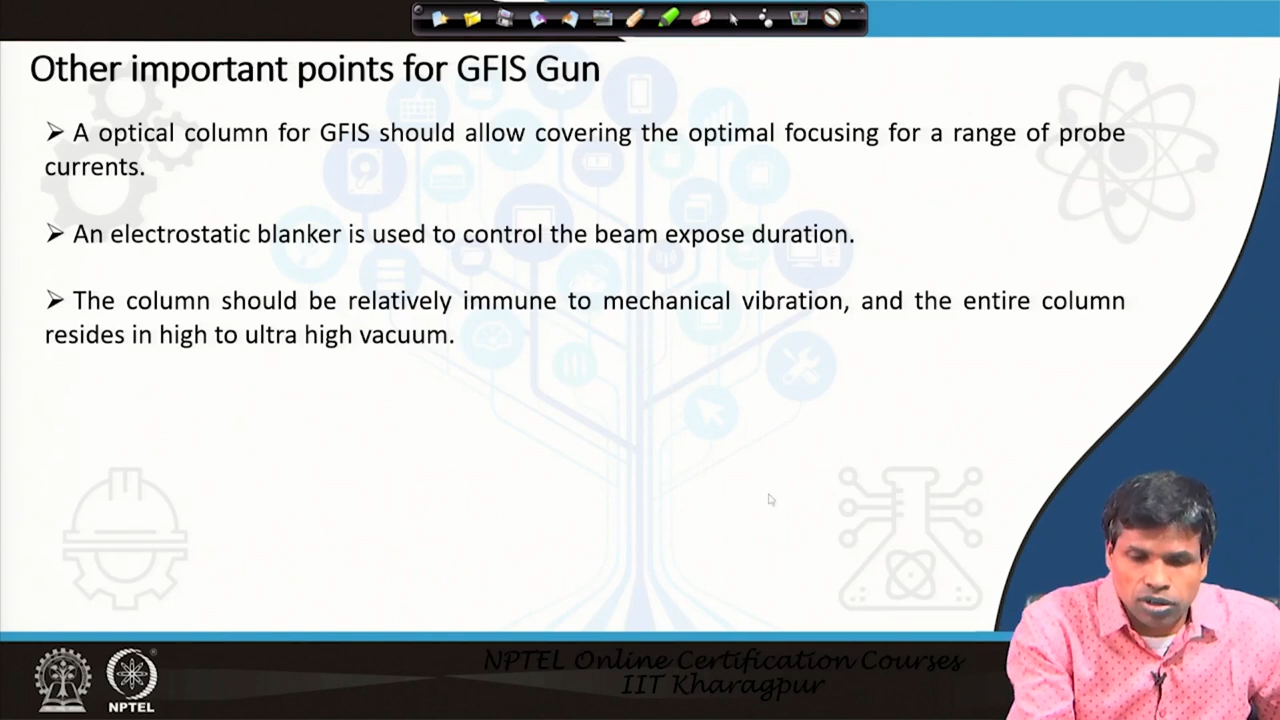 Other important points for GFIS Gun
➢ A optical column for GFIS should allow covering the optimal focusing for a range of probe
currents.
➢ An electrostatic blanker is used to control the beam expose duration.
➢ The column should be relatively immune to mechanical vibration, and the entire column
resides in high to ultra high vacuum.
NPTEL Online Certification Courses
IIT Kharagpur
NPTEL